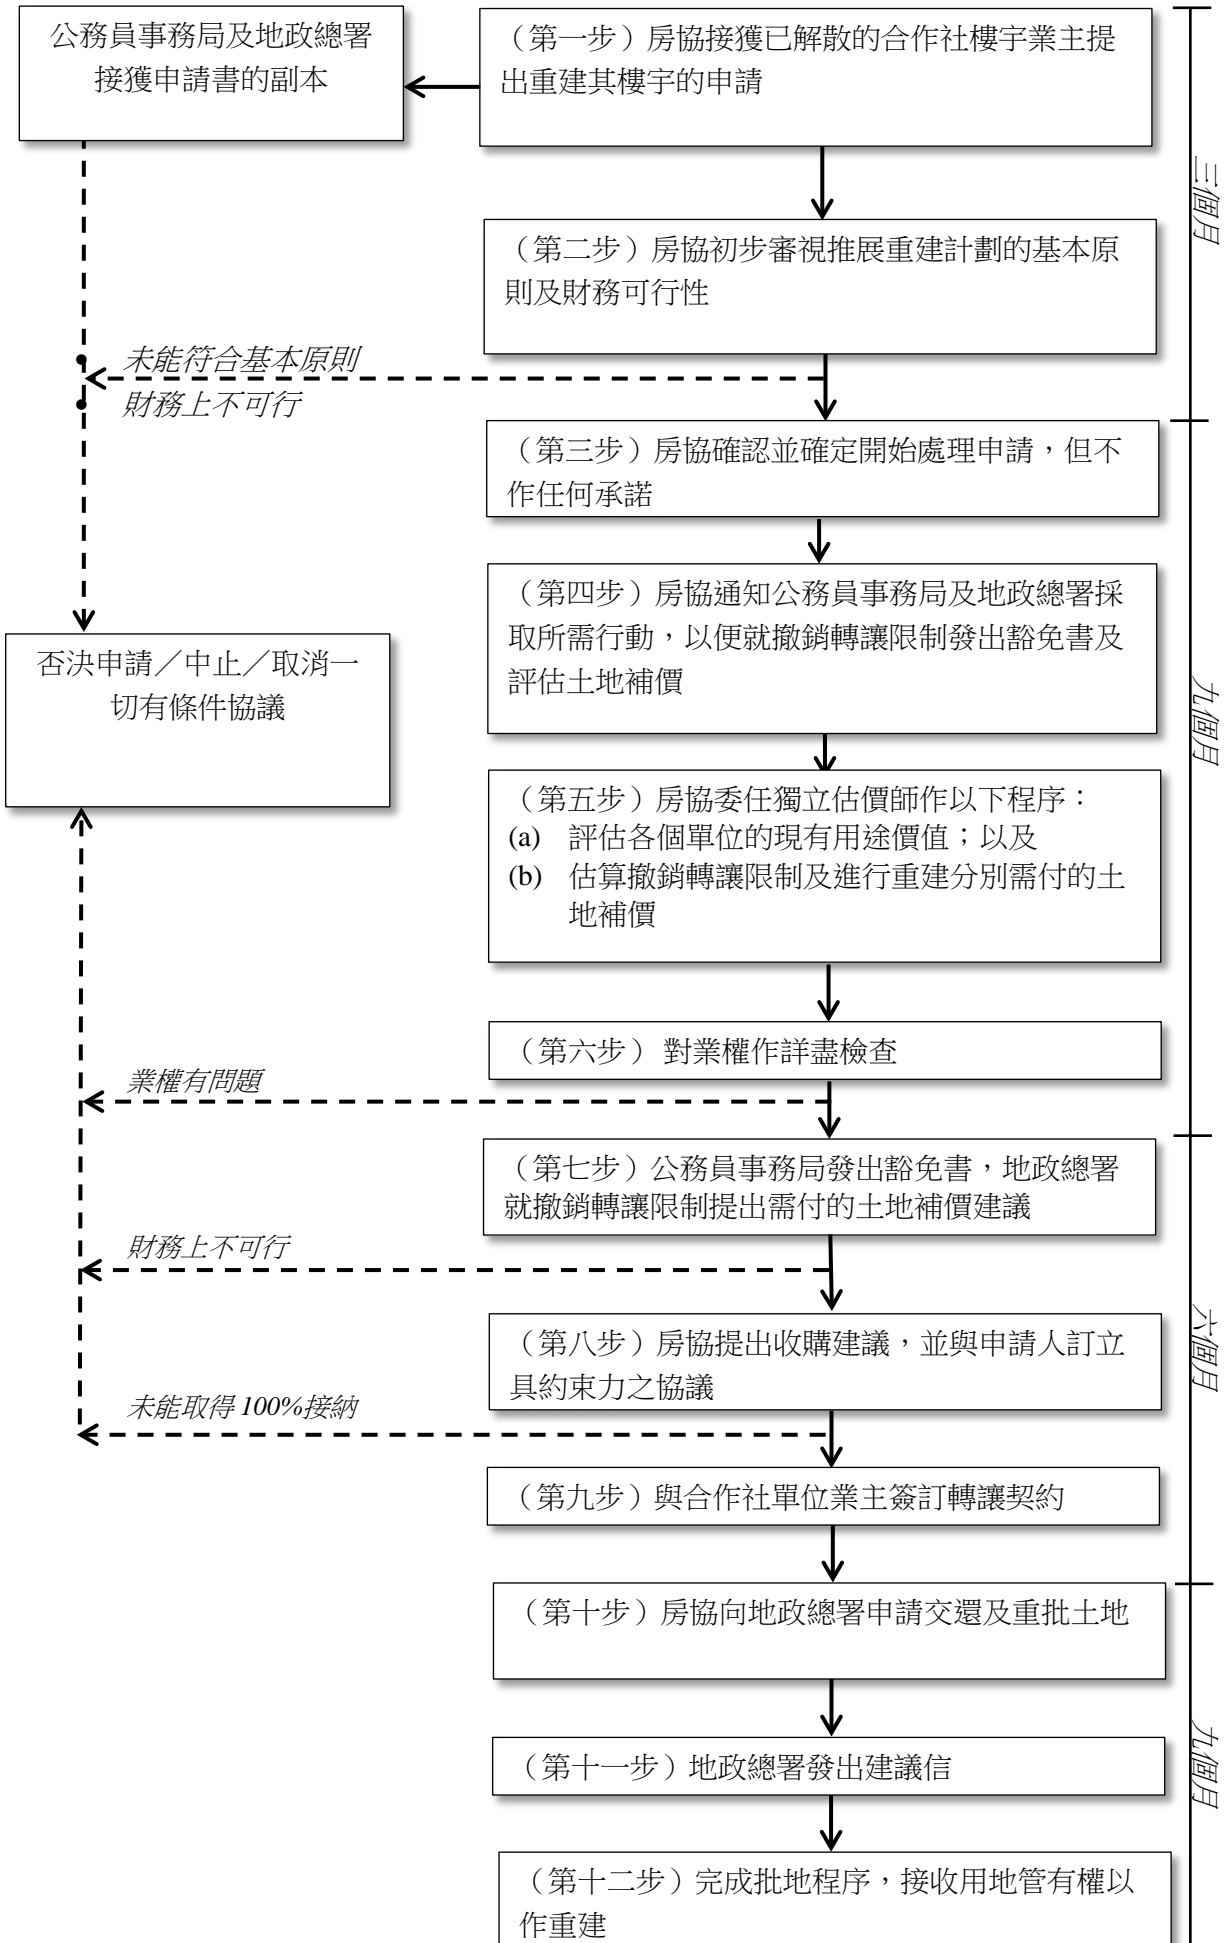 公務員事務局及地政總署
接獲申請書的副本
（第一步）房協接獲已解散的合作社樓宇業主提
出重建其樓宇的申請
三個月
（第二步）房協初步審視推展重建計劃的基本原
則及財務可行性
• 未能符合基本原則
• 財務上不可行
（第三步）房協確認並確定開始處理申請，但不
作任何承諾
（第四步）房協通知公務員事務局及地政總署採
取所需行動，以便就撤銷轉讓限制發出豁免書及
評估土地補價
否決申請／中止／取消一
切有條件協議
九個月
（第五步）房協委任獨立估價師作以下程序：
(a) 評估各個單位的現有用途價值；以及
(b) 估算撤銷轉讓限制及進行重建分別需付的土
地補價
（第六步） 對業權作詳盡檢查
業權有問題
（第七步）公務員事務局發出豁免書，地政總署
就撤銷轉讓限制提出需付的土地補價建議
財務上不可行
（第八步）房協提出收購建議，並與申請人訂立
具約束力之協議
六個月
未能取得 100%接納
（第九步）與合作社單位業主簽訂轉讓契約
（第十步）房協向地政總署申請交還及重批土地
（第十一步）地政總署發出建議信
九個月
（第十二步）完成批地程序，接收用地管有權以
作重建